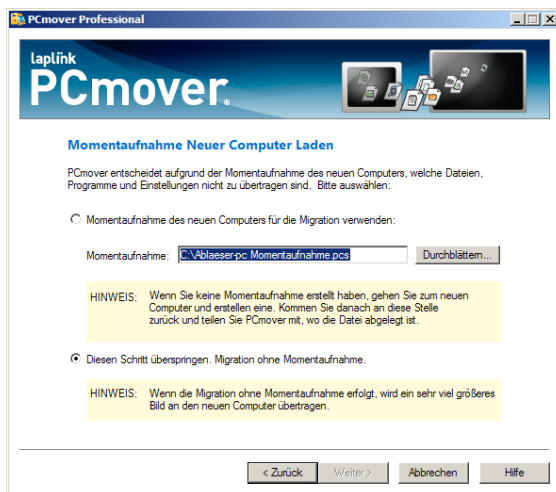 PCmover Professional
laplink
PCmover.
Momentaufnahme Neuer Computer Laden
PCmover entscheidet aufgrund der Momentaufnahme des neuen Computers, welche Dateien,
Programme und Einstellungen nicht zu übertragen sind. Bitte auswählen:
Momentaufnahme des neuen Computers für die Migration verwenden:
Momentaufnahme: C:\Ablaeser-pc Momentaufnahme.pcs Durchblättern...
HINWEIS: Wenn Sie keine Momentaufnahme erstellt haben, gehen Sie zum neuen
Computer und erstellen eine. Kommen Sie danach an diese Stelle
zurück und teilen Sie PCmover mit, wo die Datei abgelegt ist.
Diesen Schritt überspringen. Migration ohne Momentaufnahme.
HINWEIS: Wenn die Migration ohne Momentaufnahme erfolgt, wird ein sehr viel größeres
Bild an den neuen Computer übertragen.
< Zurück Weiter > Abbrechen Hilfe